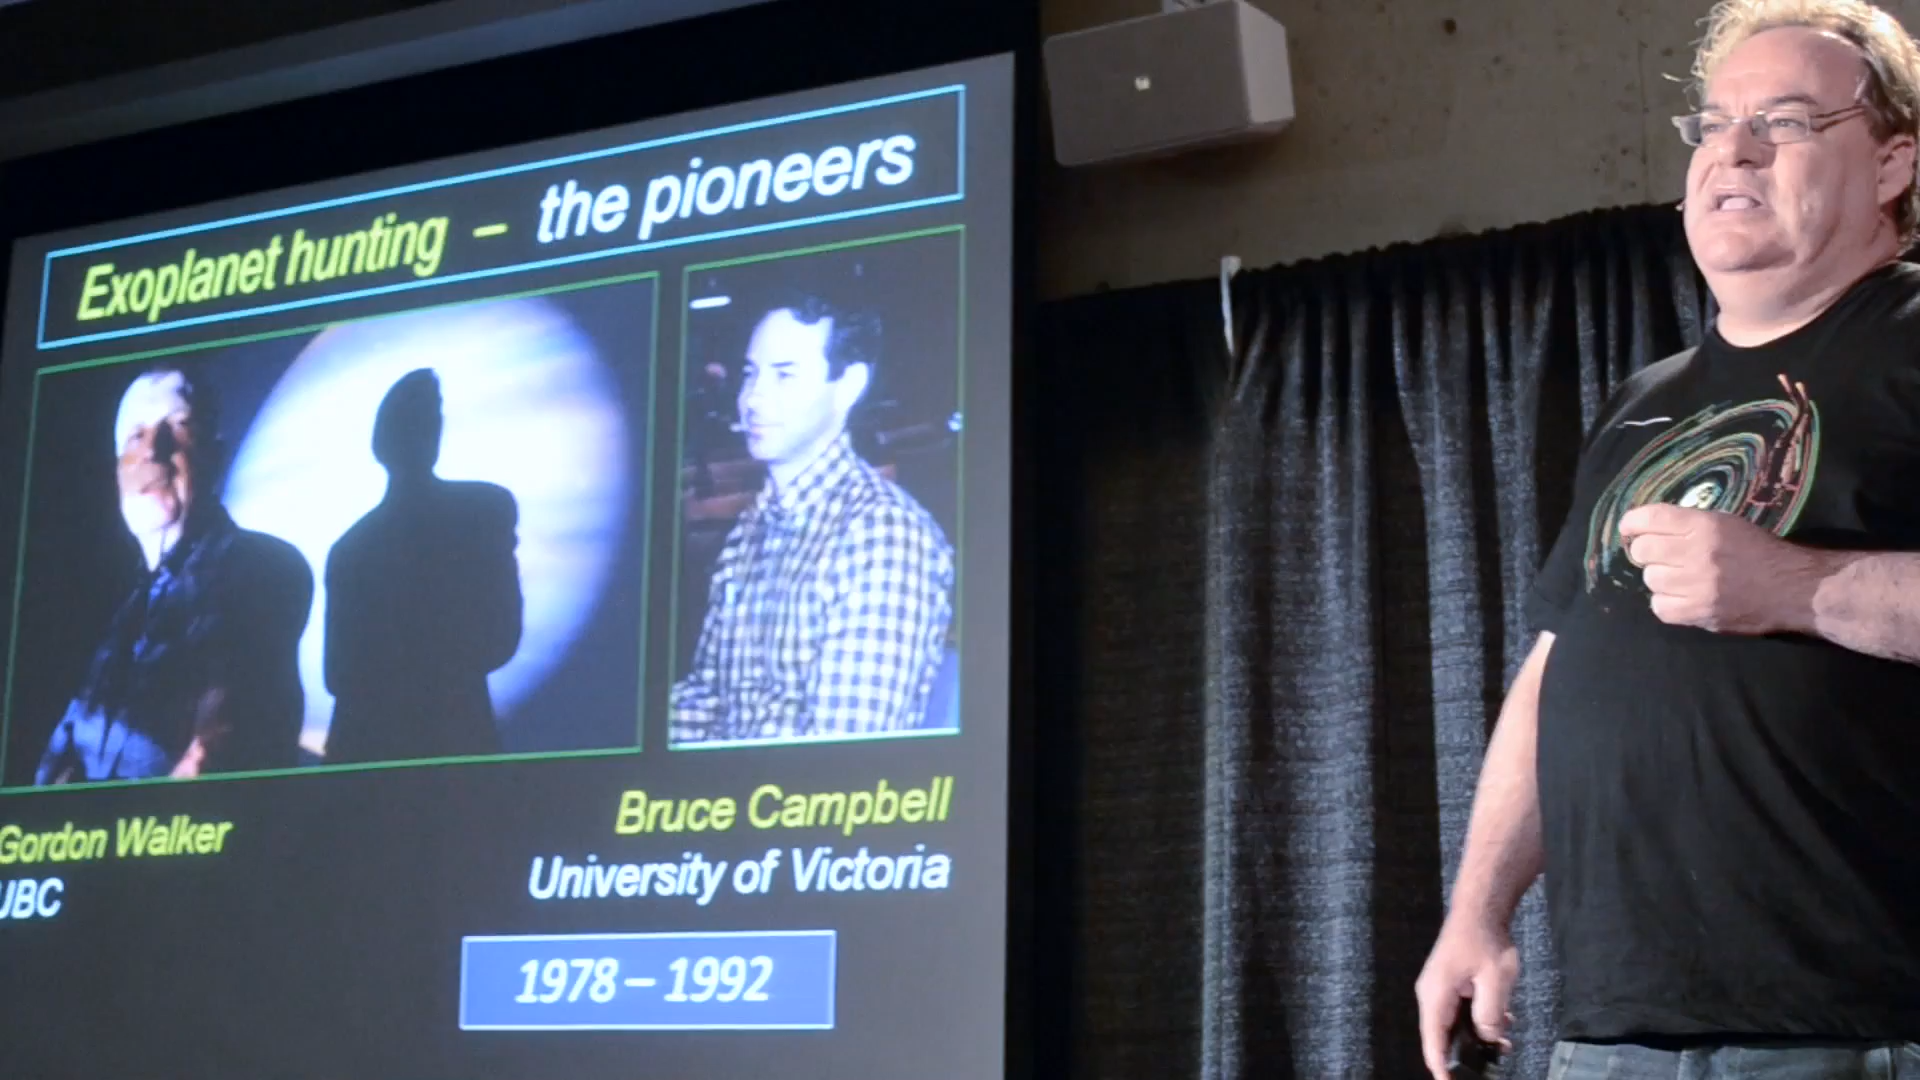 Exoplanet hunting – the pioneers
Gordon Walker
UBC
Bruce Campbell
University of Victoria
1978 – 1992